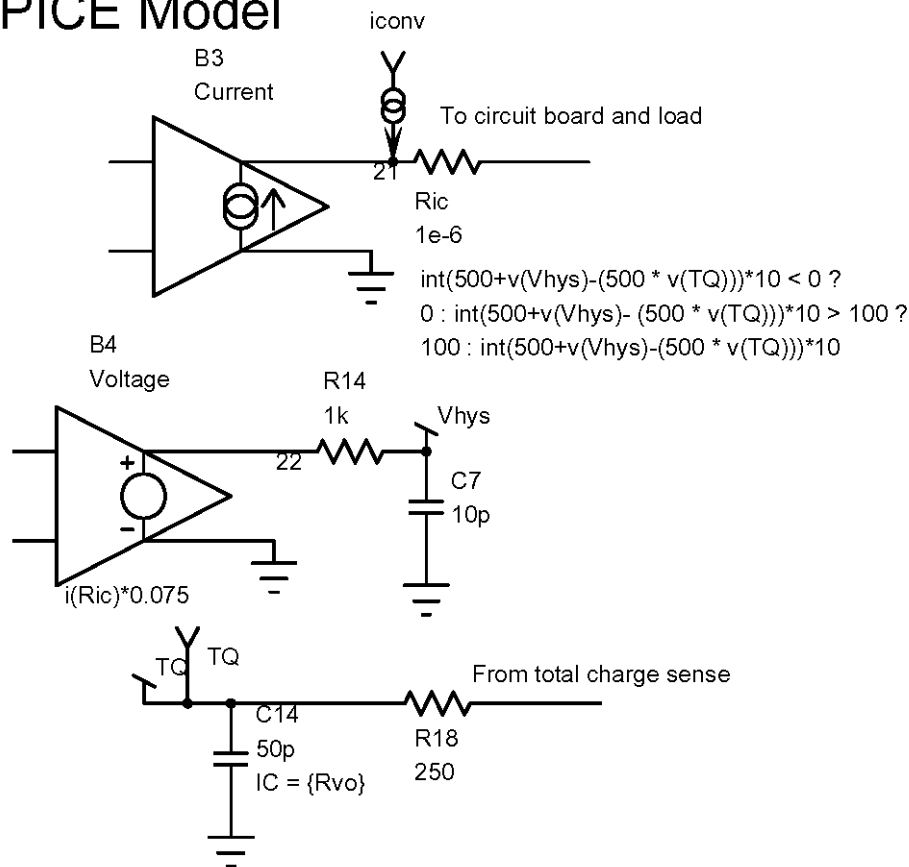 PICE Model
iconv
B3
Current
To circuit board and load
21
Ric
1e-6
int(500+v(Vhys)-(500 * v(TQ)))*10 < 0 ?
0 : int(500+v(Vhys)- (500 * v(TQ)))*10 > 100 ?
100 : int(500+v(Vhys)-(500 * v(TQ)))*10
B4
Voltage
R14
1k
Vhys
22
C7
10p
+
−
i(Ric)*0.075
TQ
TQ
From total charge sense
C14
50p
IC = {Rvo}
R18
250